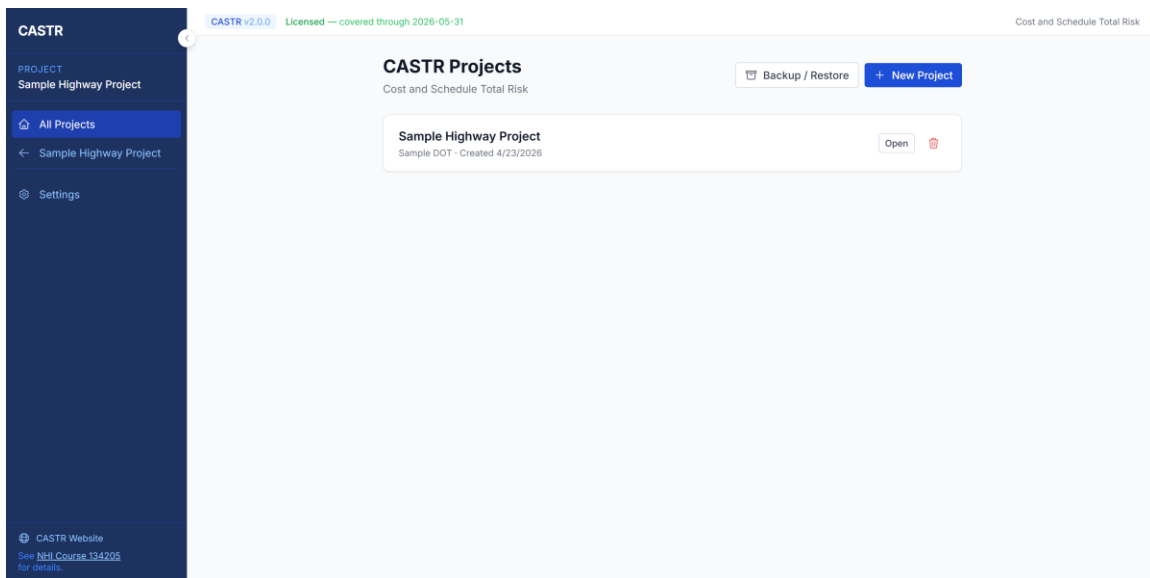 CASTR
PROJECT
Sample Highway Project
All Projects
Sample Highway Project
Settings
CASTR Website
See NHI Course 134205
for details.
CASTR v2.0.0 Licensed — covered through 2026-05-31
Cost and Schedule Total Risk
CASTR Projects
Cost and Schedule Total Risk
Backup / Restore
+ New Project
Sample Highway Project
Sample DOT · Created 4/23/2026
Open